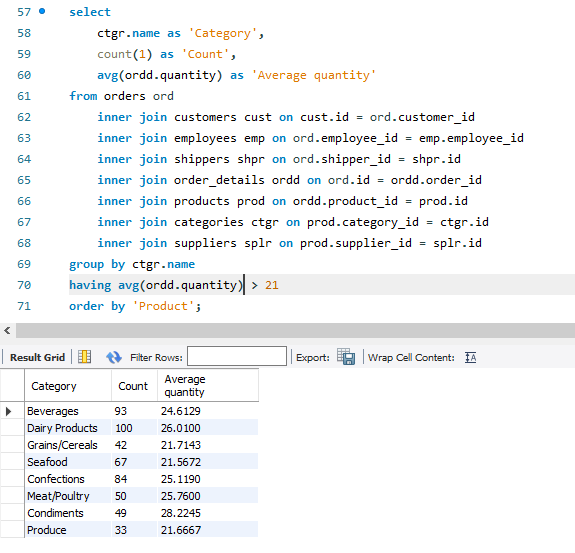 57 select
58 ctgr.name as 'Category',
59 count(1) as 'Count',
60 avg(ordd.quantity) as 'Average quantity'
61 from orders ord
62 inner join customers cust on cust.id = ord.customer_id
63 inner join employees emp on ord.employee_id = emp.employee_id
64 inner join shippers shpr on ord.shipper_id = shpr.id
65 inner join order_details ordd on ord.id = ordd.order_id
66 inner join products prod on ordd.product_id = prod.id
67 inner join categories ctgr on prod.category_id = ctgr.id
68 inner join suppliers splr on prod.supplier_id = splr.id
69 group by ctgr.name
70 having avg(ordd.quantity) > 21
71 order by 'Product';
Result Grid Filter Rows: Export: Wrap Cell Content: IA
Category Count Average quantity
Beverages 93 24.6129
Dairy Products 100 26.0100
Grains/Cereals 42 21.7143
Seafood 67 21.5672
Confections 84 25.1190
Meat/Poultry 50 25.7600
Condiments 49 28.2245
Produce 33 21.6667